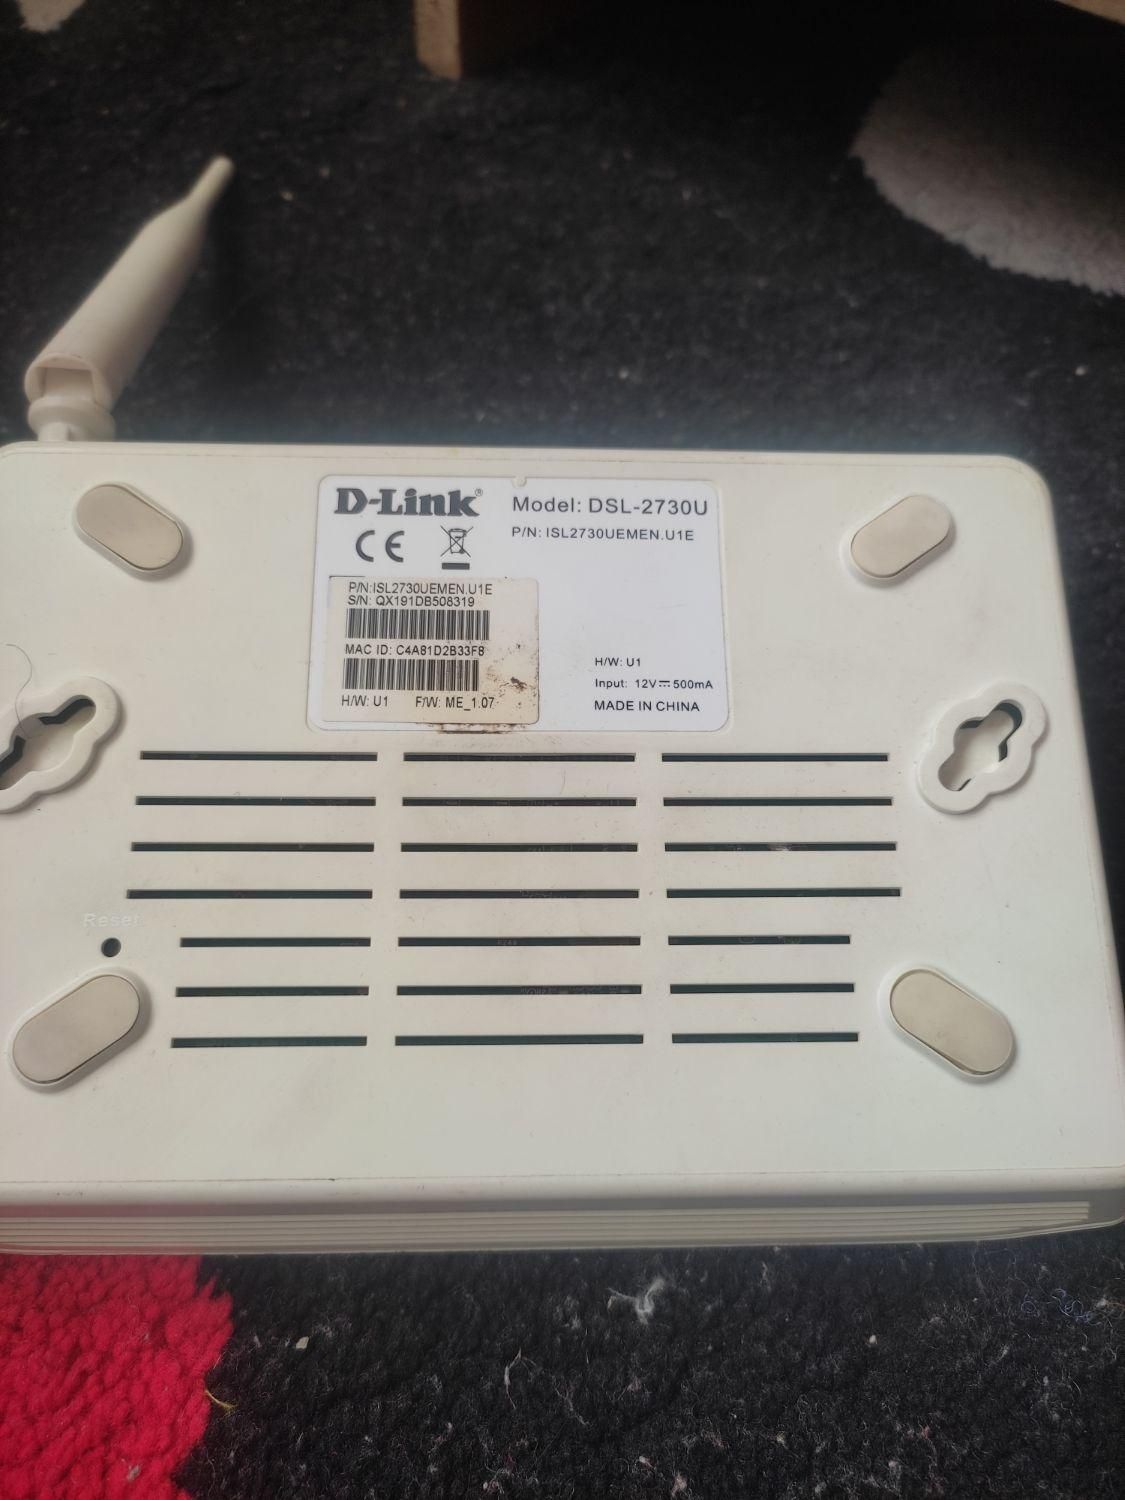 D-Link®
Model: DSL-2730U
P/N: ISL2730UEMEN.U1E
CE
P/N:ISL2730UEMEN.U1E
S/N: QX191DB508319
MAC ID: C4A81D2B33F8
H/W: U1 F/W: ME_1.07
H/W: U1
Input: 12V⎓500mA
MADE IN CHINA
Reset